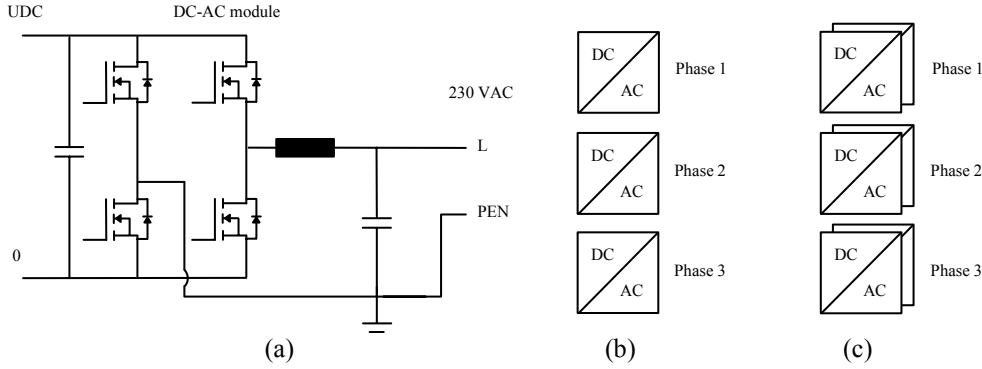 UDC
DC-AC module
230 VAC
L
PEN
0
(a)
DC
AC
Phase 1
DC
AC
Phase 2
DC
AC
Phase 3
(b)
DC
AC
Phase 1
DC
AC
Phase 2
DC
AC
Phase 3
(c)